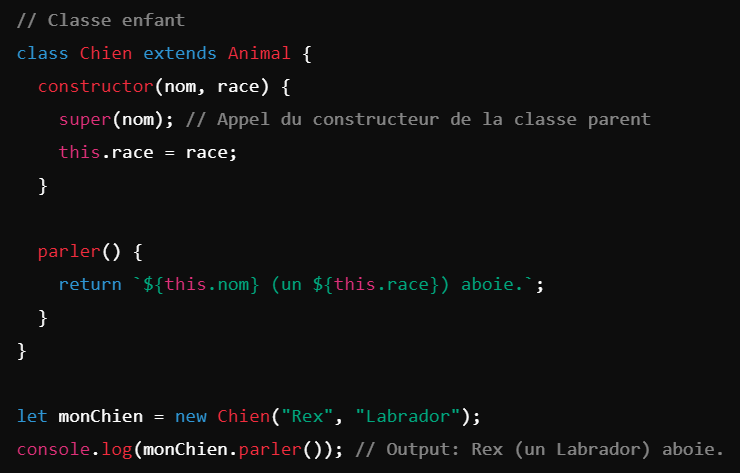 // Classe enfant
class Chien extends Animal {
  constructor(nom, race) {
    super(nom); // Appel du constructeur de la classe parent
    this.race = race;
  }

  parler() {
    return `${this.nom} (un ${this.race}) aboie.`;
  }
}

let monChien = new Chien("Rex", "Labrador");
console.log(monChien.parler()); // Output: Rex (un Labrador) aboie.